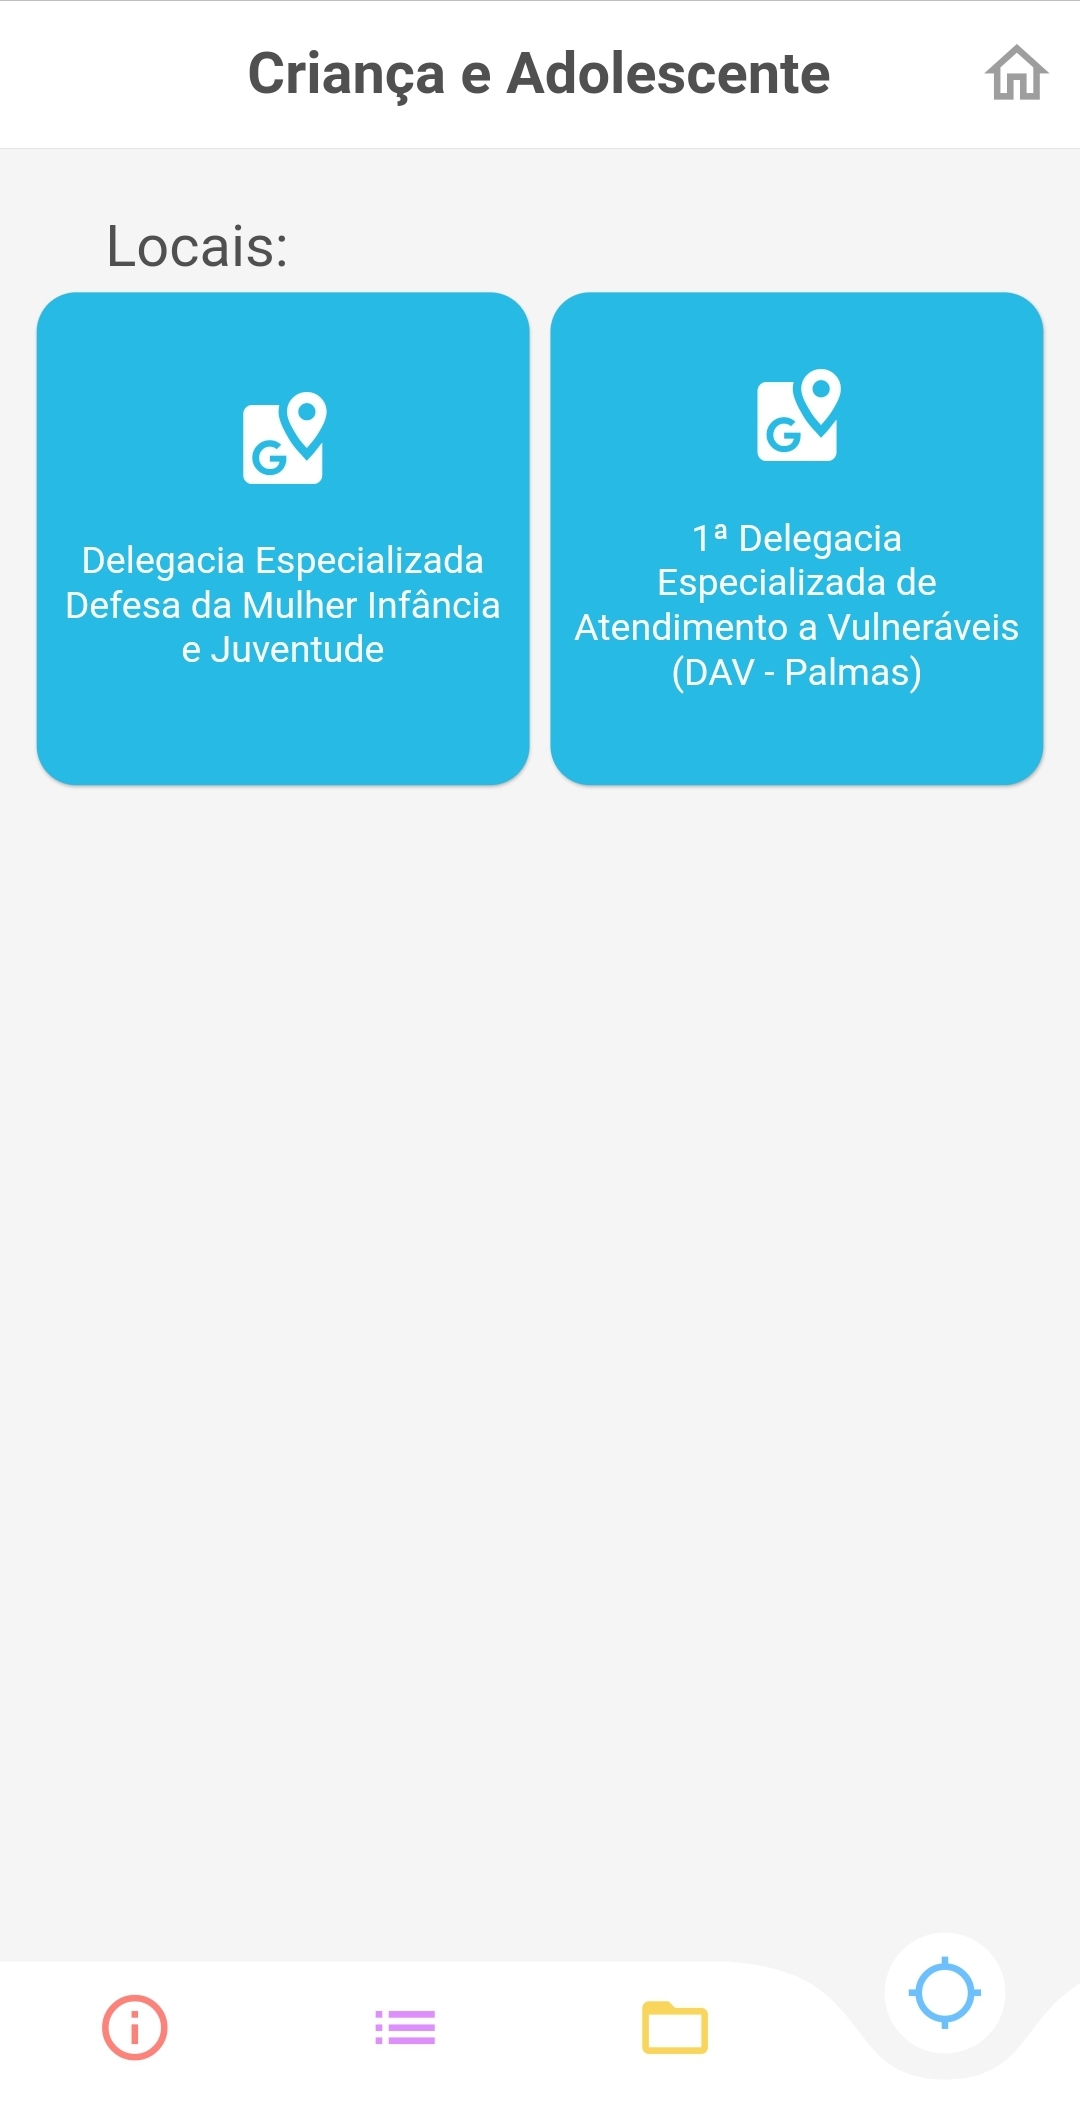 Criança e Adolescente
Locais:
Delegacia Especializada
Defesa da Mulher Infância
e Juventude
1ª Delegacia
Especializada de
Atendimento a Vulneráveis
(DAV - Palmas)